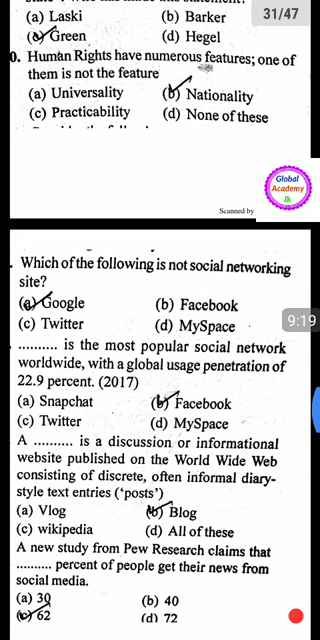 (a) Laski (b) Barker
31/47
(c) Green (d) Hegel
0. Human Rights have numerous features; one of
them is not the feature
(a) Universality (b) Nationality
(c) Practicability (d) None of these
Global
Academy
Jk
Scanned by
. Which of the following is not social networking
site?
(a) Google (b) Facebook
(c) Twitter (d) MySpace
9:19
.......... is the most popular social network
worldwide, with a global usage penetration of
22.9 percent. (2017)
(a) Snapchat (b) Facebook
(c) Twitter (d) MySpace
A .......... is a discussion or informational
website published on the World Wide Web
consisting of discrete, often informal diary-
style text entries ('posts')
(a) Vlog (b) Blog
(c) wikipedia (d) All of these
A new study from Pew Research claims that
.......... percent of people get their news from
social media.
(a) 30 (b) 40
(c) 62 (d) 72